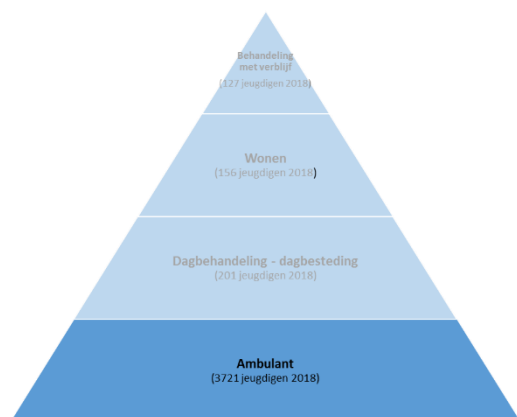 Behandeling
met verblijf
(127 jeugdigen 2018)
Wonen
(156 jeugdigen 2018)
Dagbehandeling - dagbesteding
(201 jeugdigen 2018)
Ambulant
(3721 jeugdigen 2018)